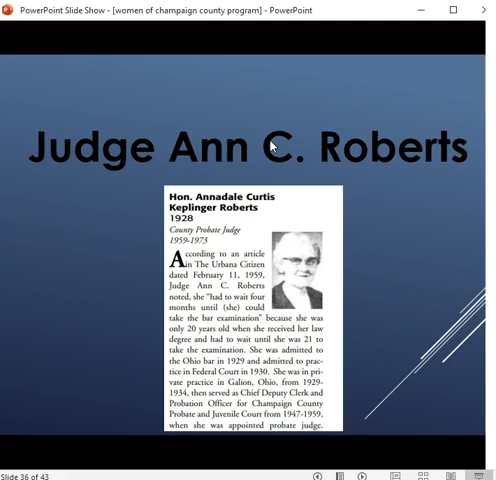 PowerPoint Slide Show - [women of champaign county program] - PowerPoint
Judge Ann C. Roberts
Hon. Annadale Curtis
Keplinger Roberts
1928
County Probate Judge
1959-1973
According to an article
in The Urbana Citizen
dated February 11, 1959,
Judge Ann C. Roberts
noted, she "had to wait four
months until (she) could
take the bar examination" because she was
only 20 years old when she received her law
degree and had to wait until she was 21 to
take the examination. She was admitted to
the Ohio bar in 1929 and admitted to prac-
tice in Federal Court in 1930. She was in pri-
vate practice in Galion, Ohio, from 1929-
1934, then served as Chief Deputy Clerk and
Probation Officer for Champaign County
Probate and Juvenile Court from 1947-1959,
when she was appointed probate judge.
Slide 36 of 43